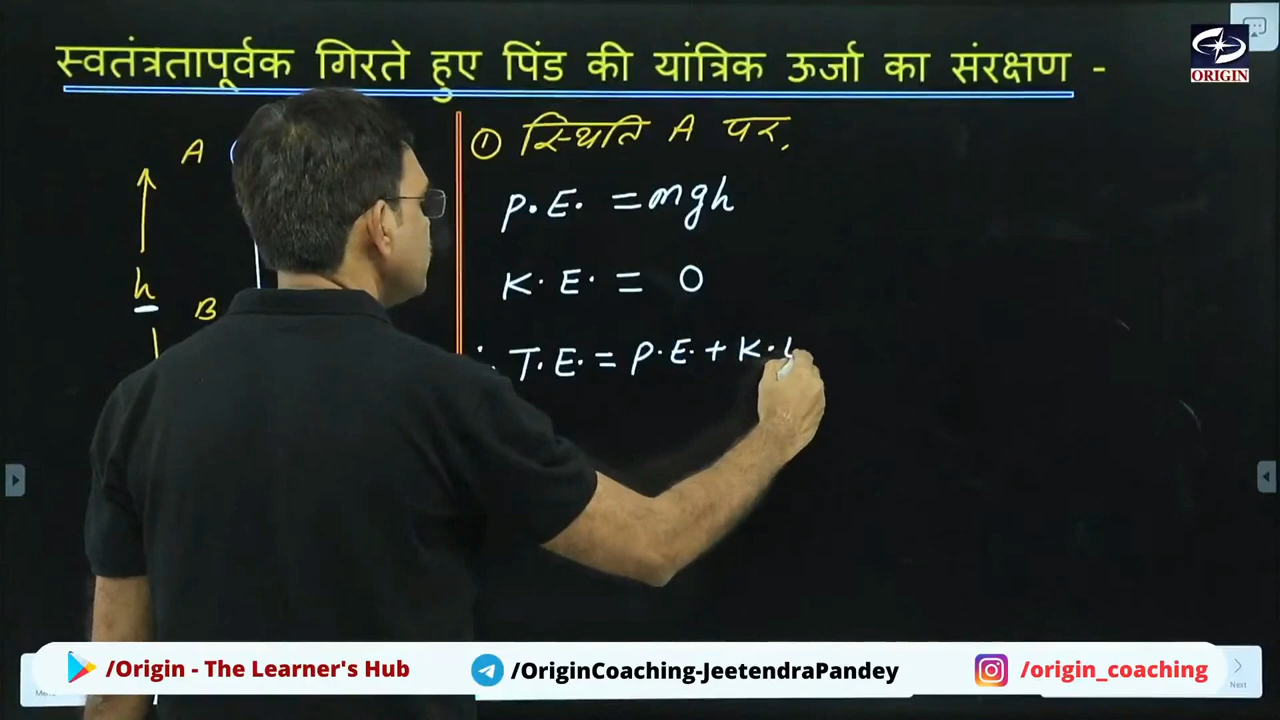 स्वतंत्रतापूर्वक गिरते हुए पिंड की यांत्रिक ऊर्जा का संरक्षण -
ORIGIN
A
h
B
① स्थिति A पर,
P.E. = mgh
K.E. = 0
T.E. = P.E. + K.
/Origin - The Learner's Hub
/OriginCoaching-JeetendraPandey
/origin_coaching
Next